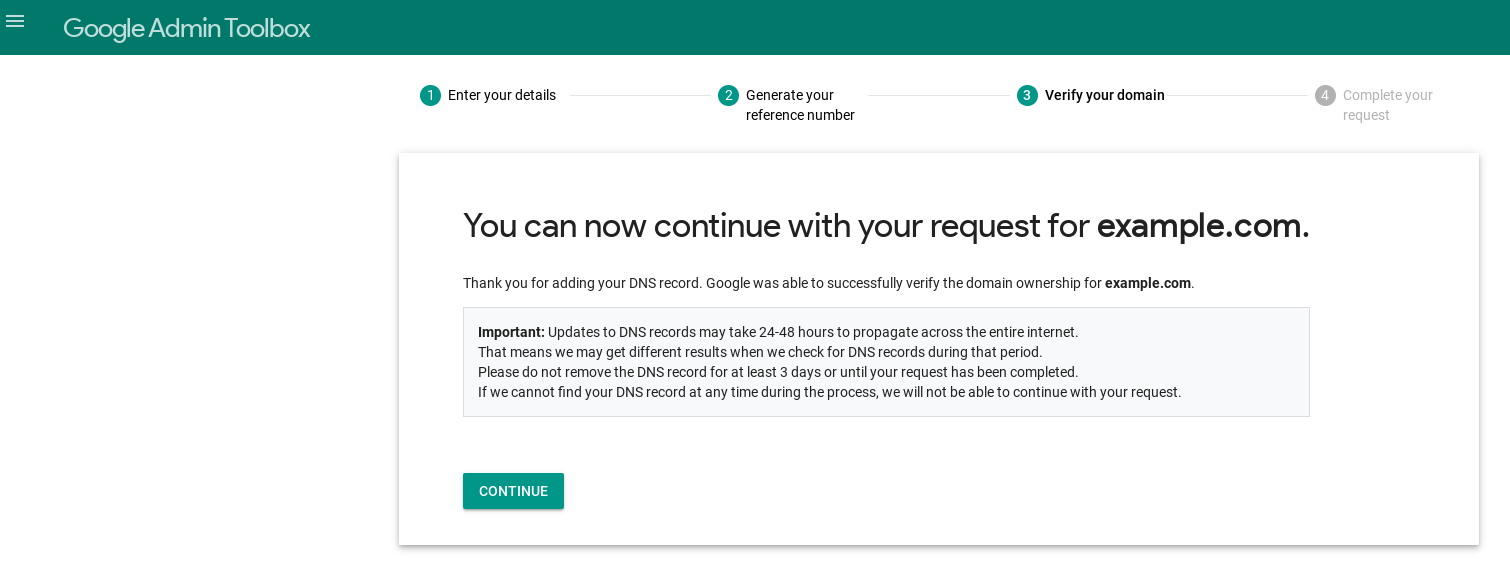 Google Admin Toolbox
1 Enter your details
2 Generate your
reference number
3 Verify your domain
4 Complete your
request
You can now continue with your request for example.com.
Thank you for adding your DNS record. Google was able to successfully verify the domain ownership for example.com.
Important: Updates to DNS records may take 24-48 hours to propagate across the entire internet.
That means we may get different results when we check for DNS records during that period.
Please do not remove the DNS record for at least 3 days or until your request has been completed.
If we cannot find your DNS record at any time during the process, we will not be able to continue with your request.
CONTINUE